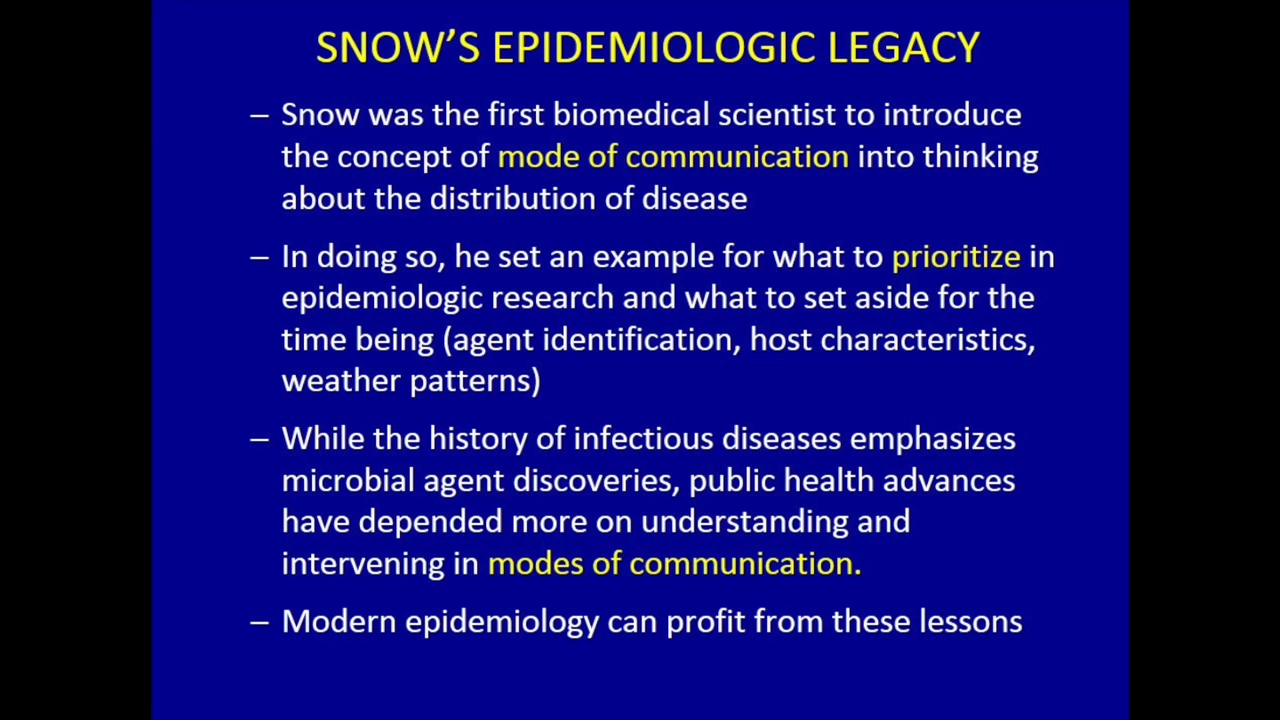 SNOW’S EPIDEMIOLOGIC LEGACY
– Snow was the first biomedical scientist to introduce
the concept of mode of communication into thinking
about the distribution of disease
– In doing so, he set an example for what to prioritize in
epidemiologic research and what to set aside for the
time being (agent identification, host characteristics,
weather patterns)
– While the history of infectious diseases emphasizes
microbial agent discoveries, public health advances
have depended more on understanding and
intervening in modes of communication.
– Modern epidemiology can profit from these lessons